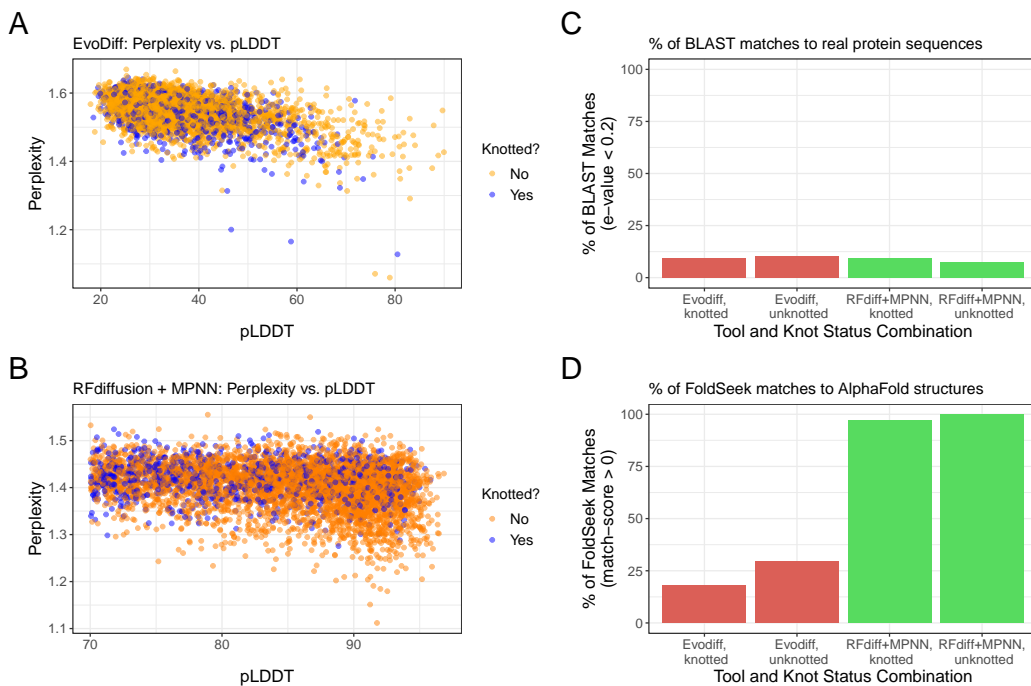 A
EvoDiff: Perplexity vs. pLDDT
Perplexity
1.6
1.4
1.2
20
40
60
80
pLDDT
Knotted?
No
Yes
B
RFdiffusion + MPNN: Perplexity vs. pLDDT
Perplexity
1.5
1.4
1.3
1.2
1.1
70
80
90
pLDDT
Knotted?
No
Yes
C
% of BLAST matches to real protein sequences
% of BLAST Matches
(e−value < 0.2)
100
75
50
25
0
Evodiff,
knotted
Evodiff,
unknotted
RFdiff+MPNN,
knotted
RFdiff+MPNN,
unknotted
Tool and Knot Status Combination
D
% of FoldSeek matches to AlphaFold structures
% of FoldSeek Matches
(match−score > 0)
100
75
50
25
0
Evodiff,
knotted
Evodiff,
unknotted
RFdiff+MPNN,
knotted
RFdiff+MPNN,
unknotted
Tool and Knot Status Combination